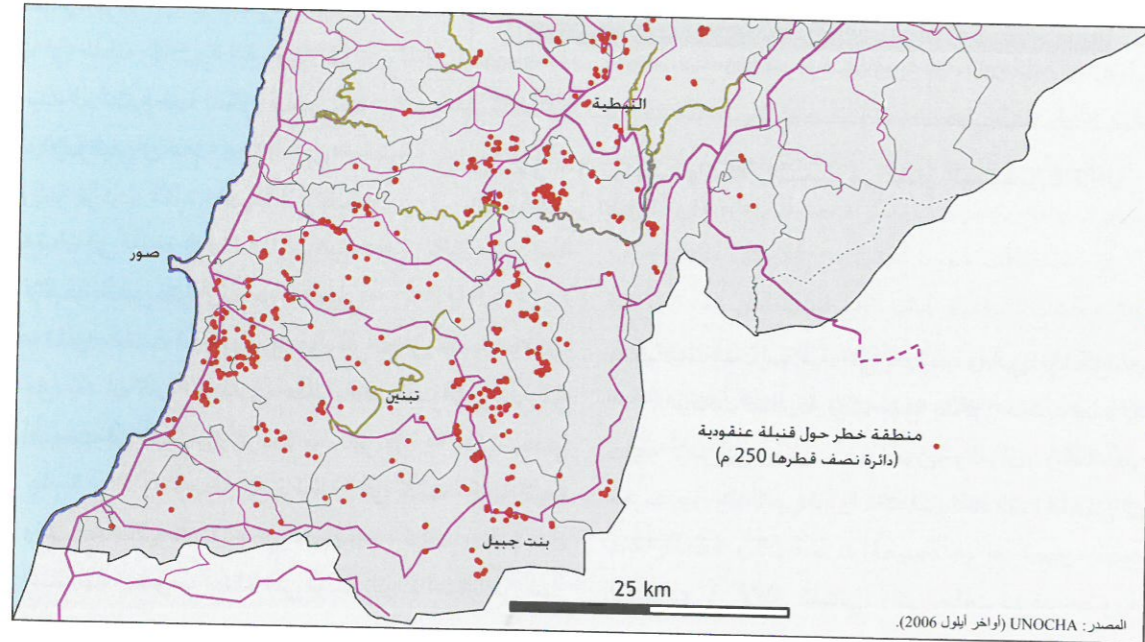 النبطية
صور
تبنين
منطقة خطر حول قنبلة عنقودية
(دائرة نصف قطرها 250 م)
بنت جبيل
25 km
المصدر: UNOCHA (أواخر أيلول 2006).